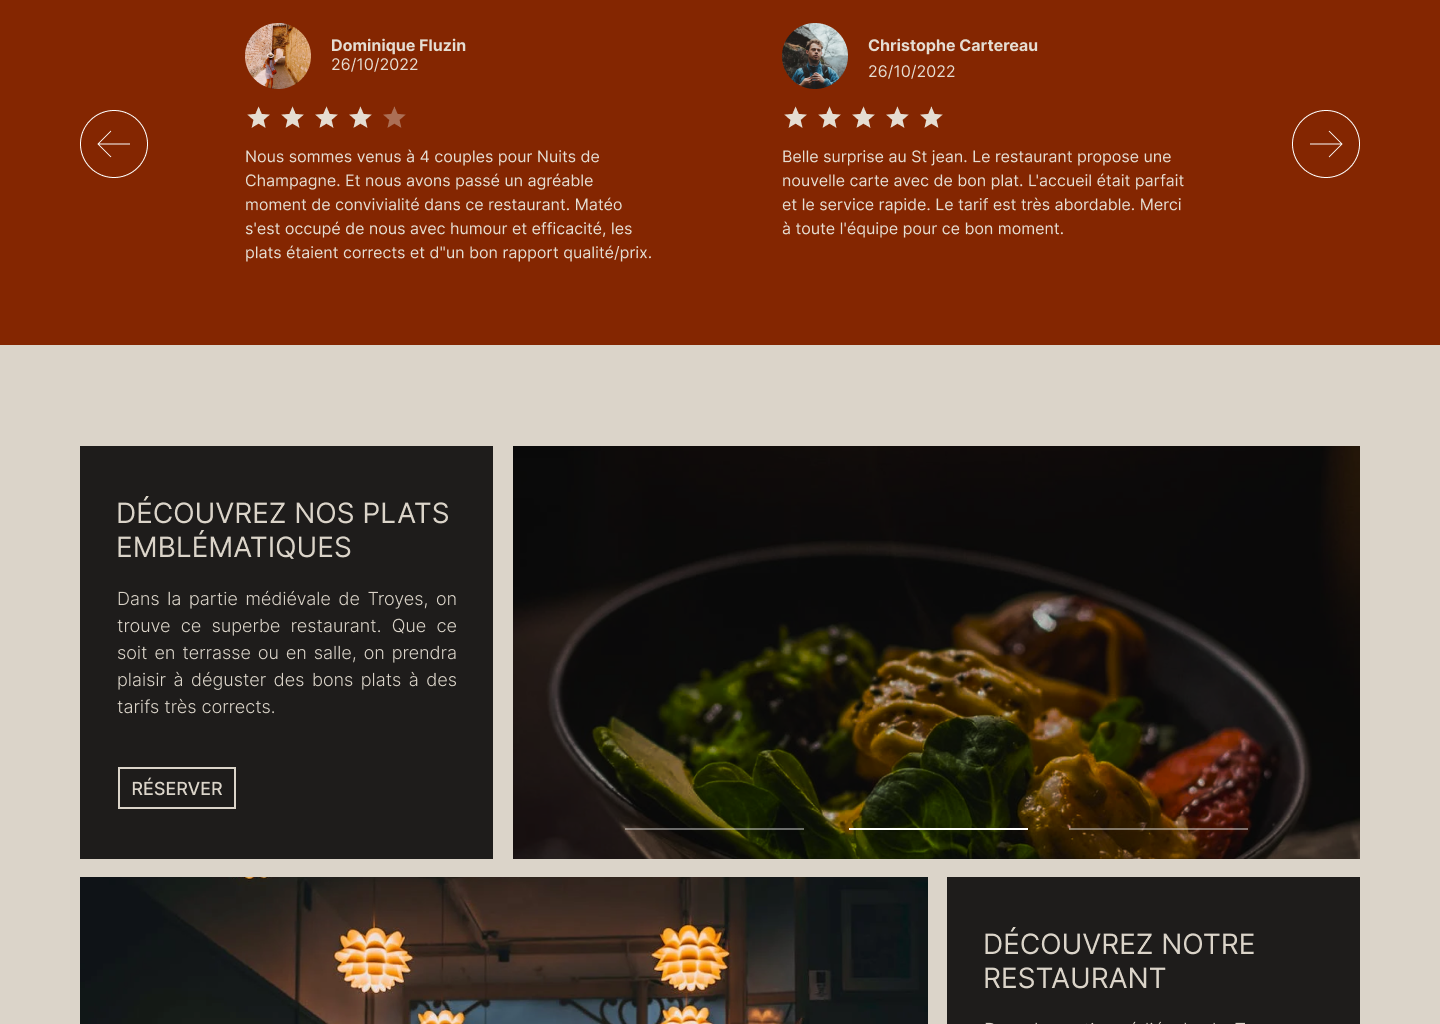 Dominique Fluzin
26/10/2022
Nous sommes venus à 4 couples pour Nuits de
Champagne. Et nous avons passé un agréable
moment de convivialité dans ce restaurant. Matéo
s'est occupé de nous avec humour et efficacité, les
plats étaient corrects et d"un bon rapport qualité/prix.
Christophe Cartereau
26/10/2022
Belle surprise au St jean. Le restaurant propose une
nouvelle carte avec de bon plat. L'accueil était parfait
et le service rapide. Le tarif est très abordable. Merci
à toute l'équipe pour ce bon moment.
DÉCOUVREZ NOS PLATS
EMBLÉMATIQUES
Dans la partie médiévale de Troyes, on
trouve ce superbe restaurant. Que ce
soit en terrasse ou en salle, on prendra
plaisir à déguster des bons plats à des
tarifs très corrects.
RÉSERVER
DÉCOUVREZ NOTRE
RESTAURANT